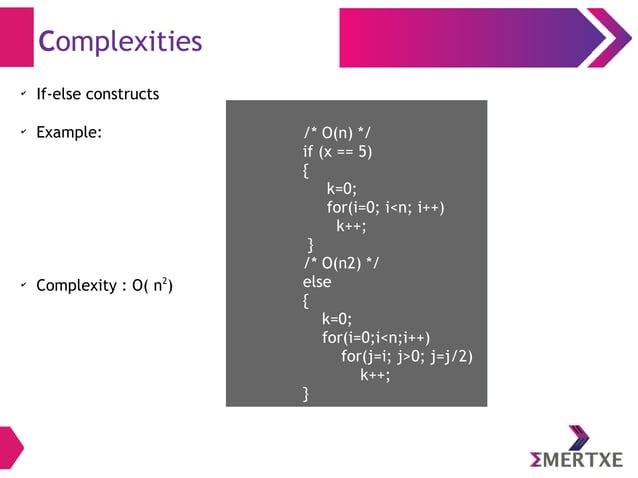 Complexities
✔ If-else constructs
✔ Example:
/* O(n) */
if (x == 5)
{
k=0;
for(i=0; i<n; i++)
k++;
}
/* O(n2) */
else
{
k=0;
for(i=0;i<n;i++)
for(j=i; j>0; j=j/2)
k++;
}
✔ Complexity : O( n²)
ΣMERTXE